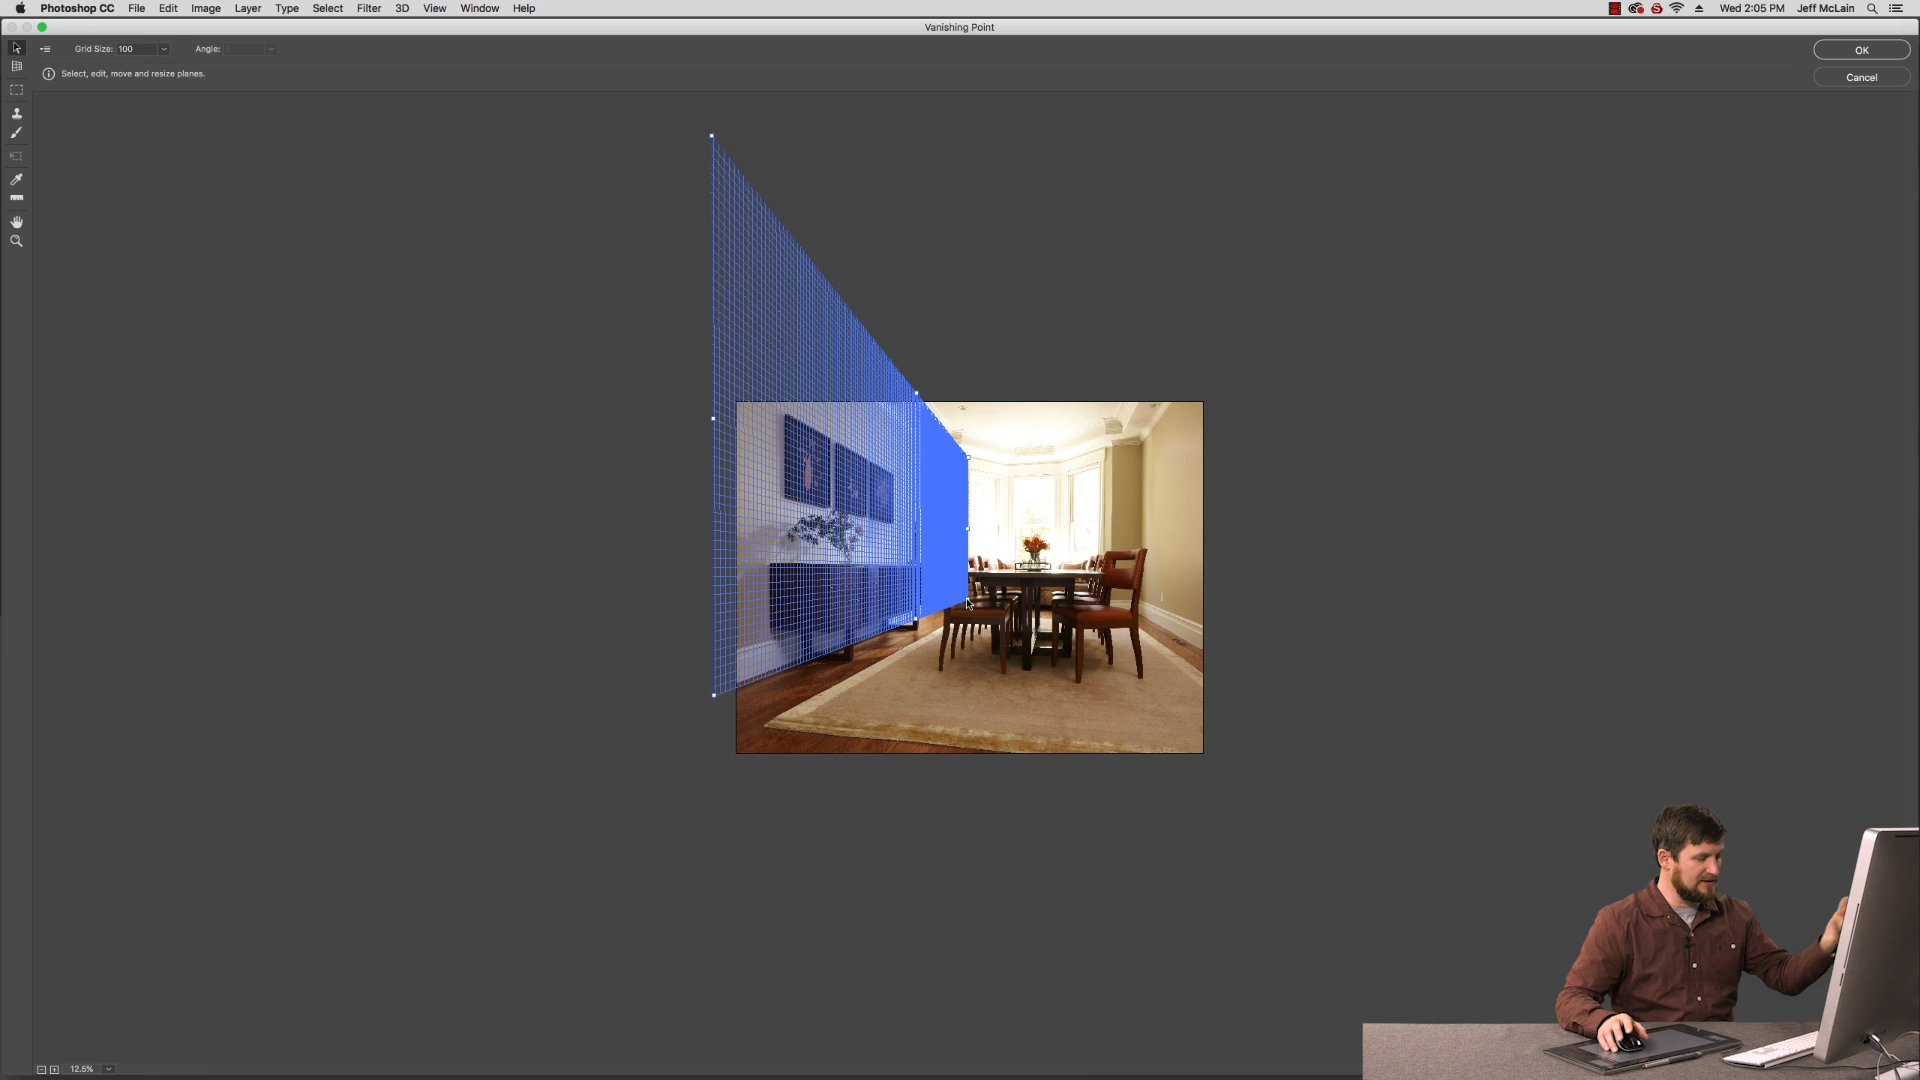 Photoshop CC File Edit Image Layer Type Select Filter 3D View Window Help Wed 2:05 PM Jeff McLain
Vanishing Point
Grid Size: 100 Angle: 0
OK
Select, edit, move and resize planes.
Cancel
12.5%